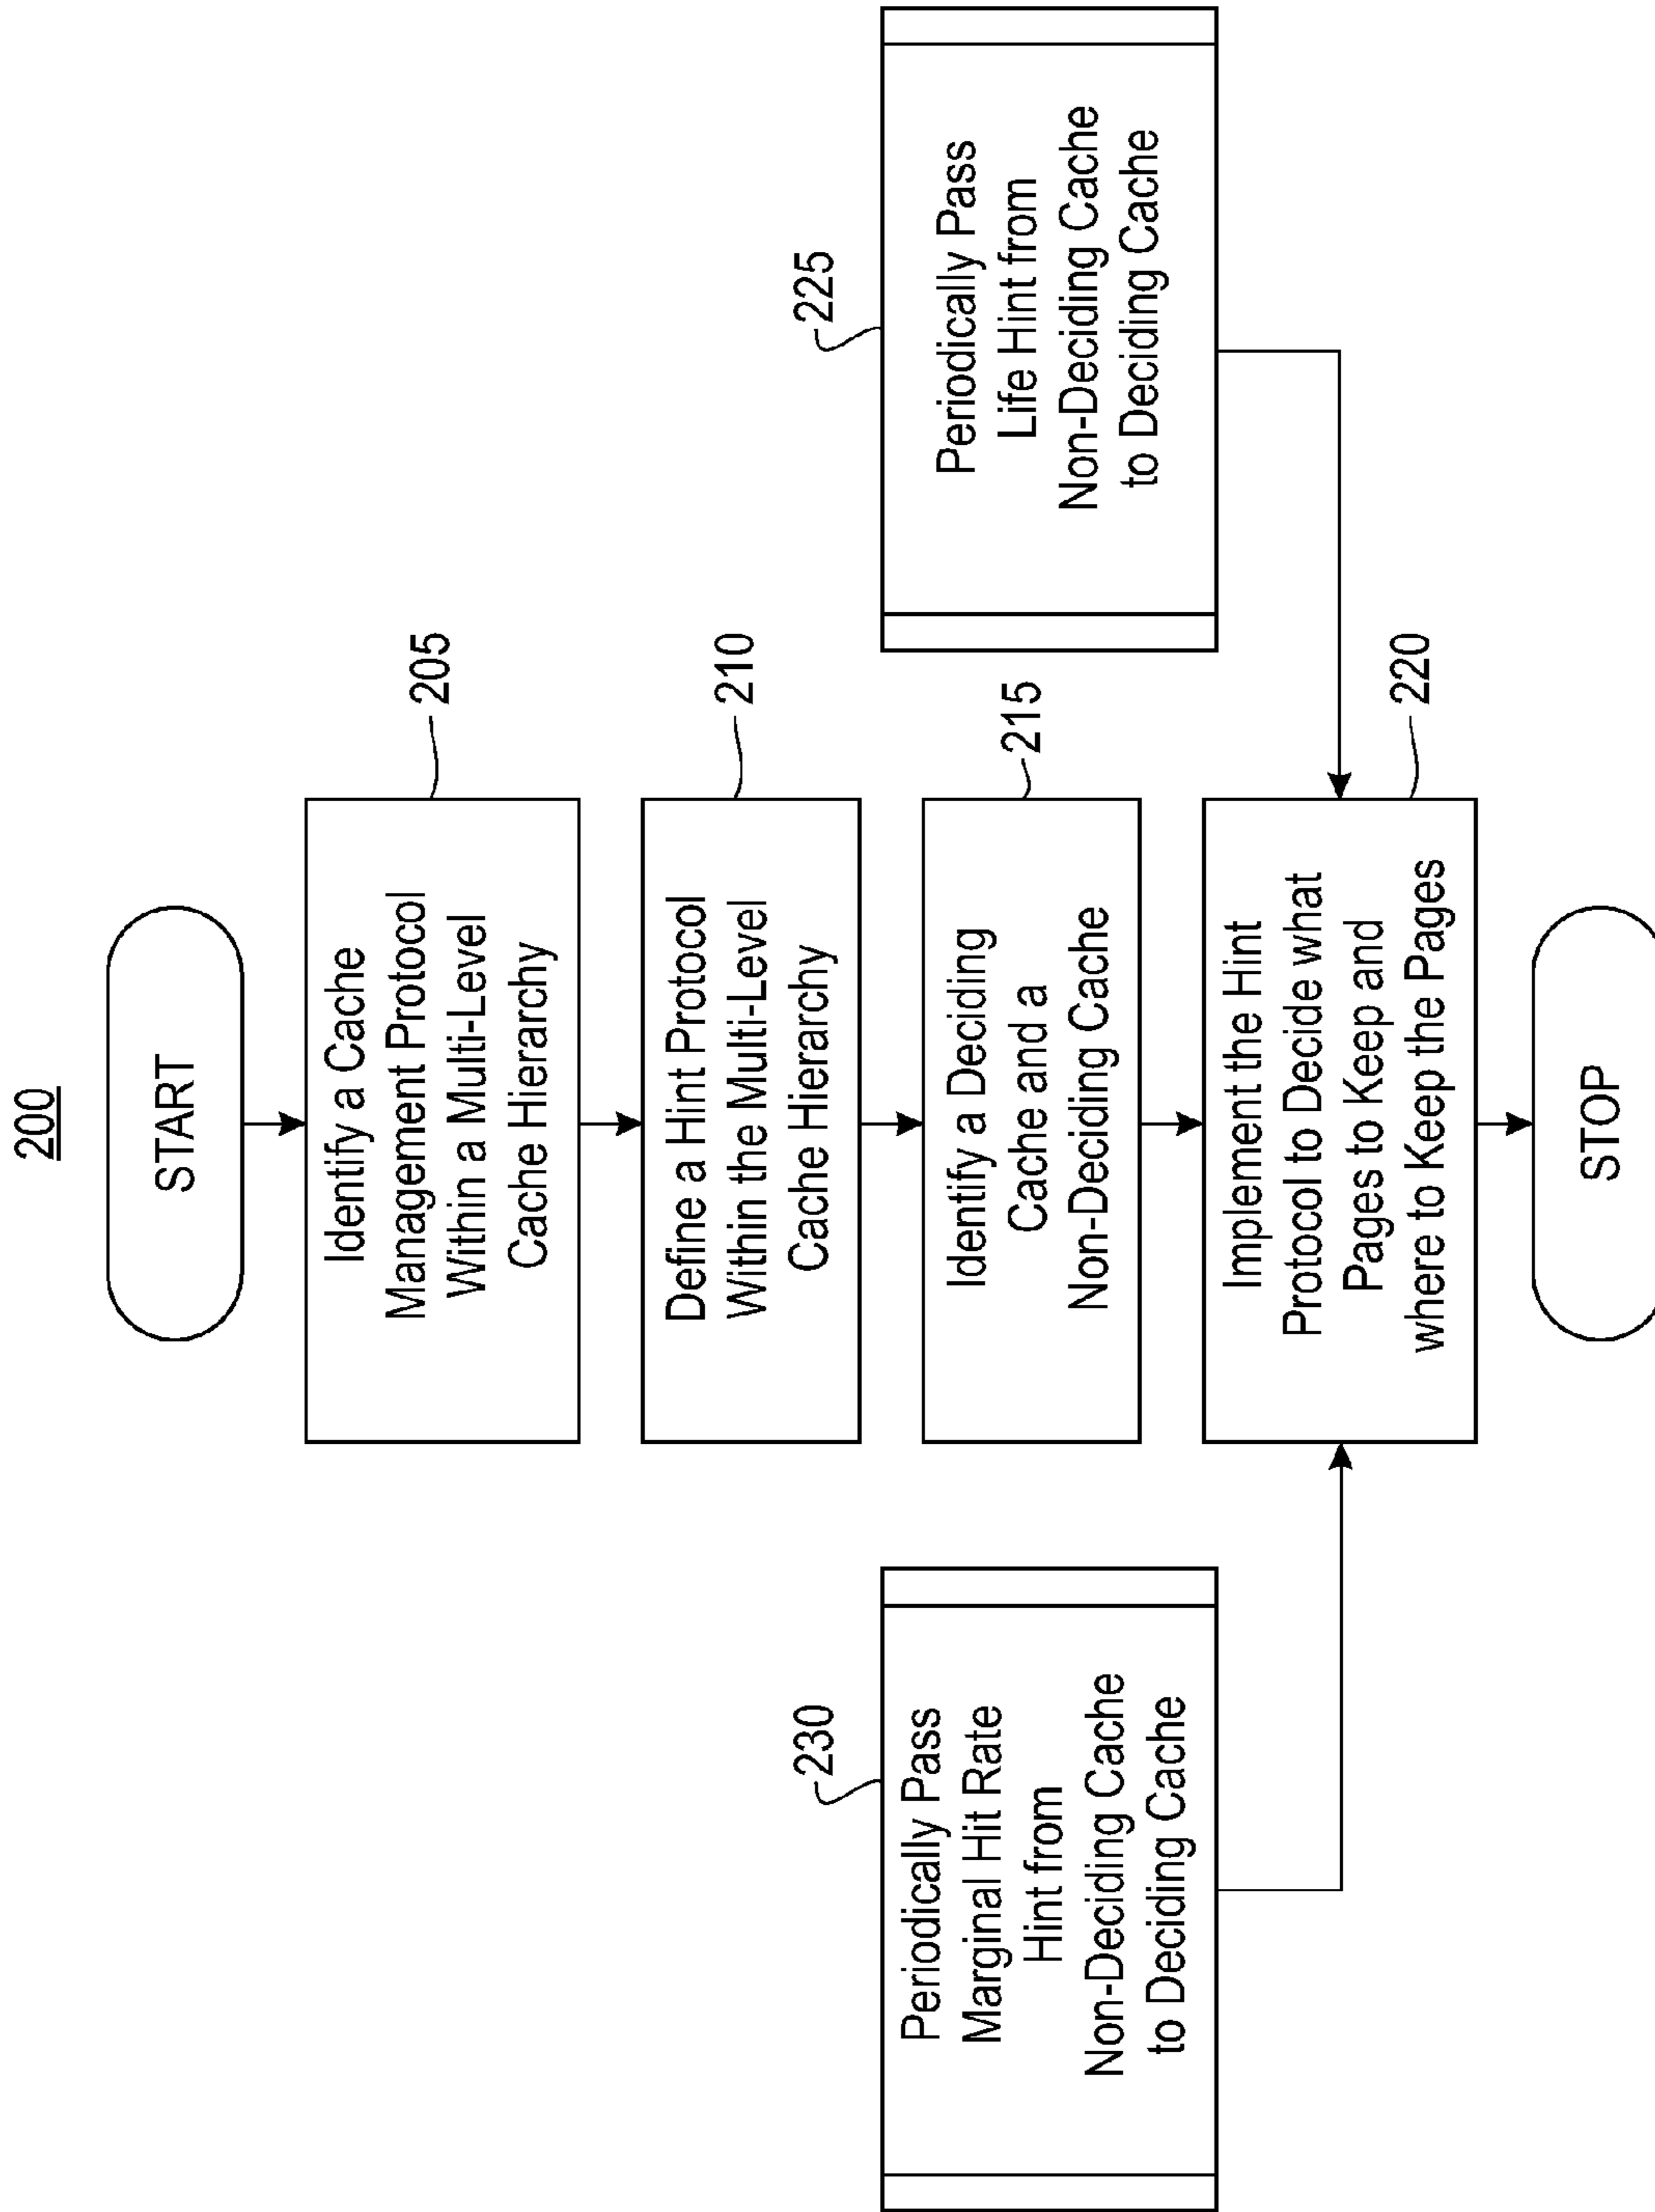 200
START
Identify a Cache
Management Protocol
Within a Multi-Level
Cache Hierarchy
205
Define a Hint Protocol
Within the Multi-Level
Cache Hierarchy
210
Identify a Deciding
Cache and a
Non-Deciding Cache
215
Implement the Hint
Protocol to Decide what
Pages to Keep and
where to Keep the Pages
220
STOP
230
Periodically Pass
Marginal Hit Rate
Hint from
Non-Deciding Cache
to Deciding Cache
225
Periodically Pass
Life Hint from
Non-Deciding Cache
to Deciding Cache